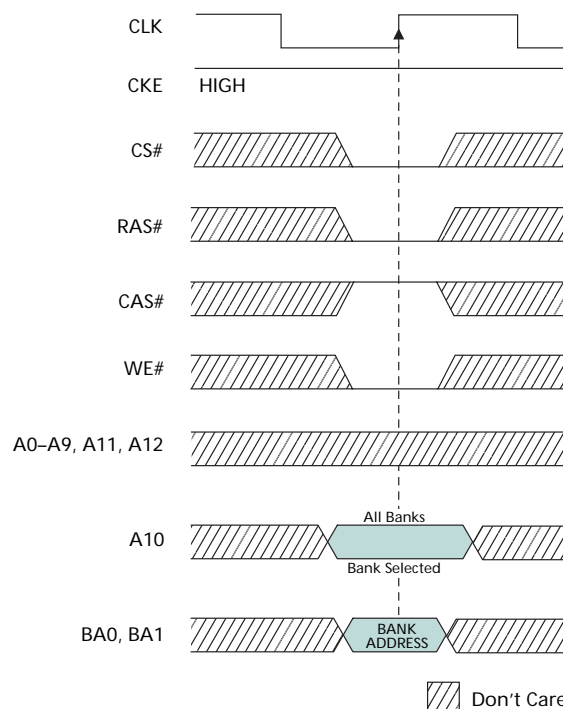 CLK
CKE HIGH
CS#
RAS#
CAS#
WE#
A0–A9, A11, A12
All Banks
A10
Bank Selected
BA0, BA1
BANK
ADDRESS
Don't Care